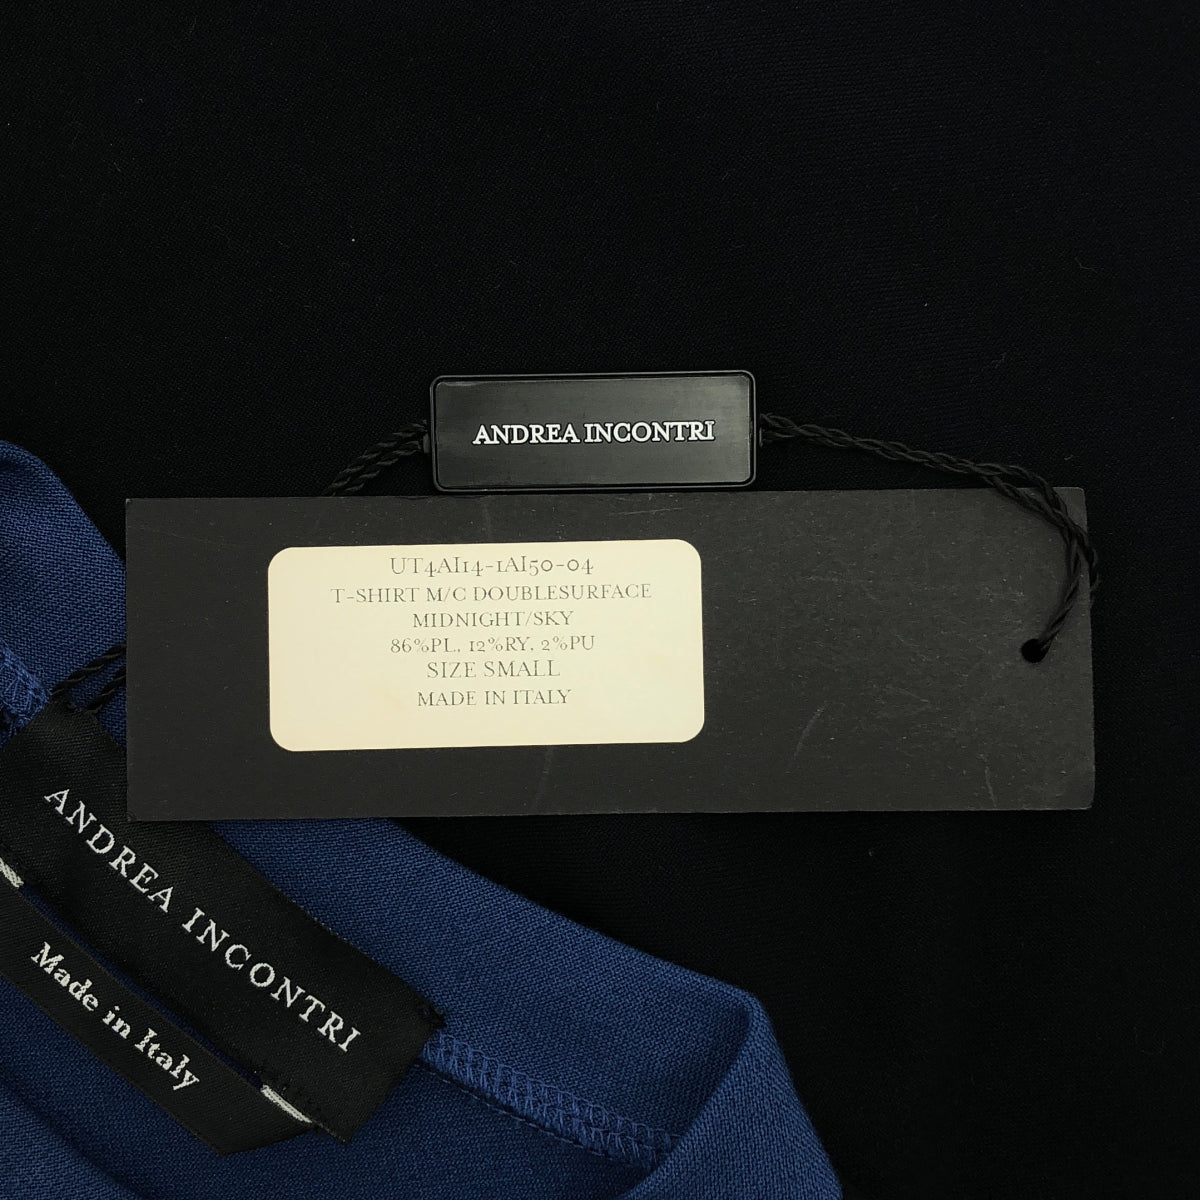 ANDREA INCONTRI
UT4AI14-1AI50-04
T-SHIRT M/C DOUBLESURFACE
MIDNIGHT/SKY
86%PL, 12%RY, 2%PU
SIZE SMALL
MADE IN ITALY
ANDREA INCONTRI
Made in Italy